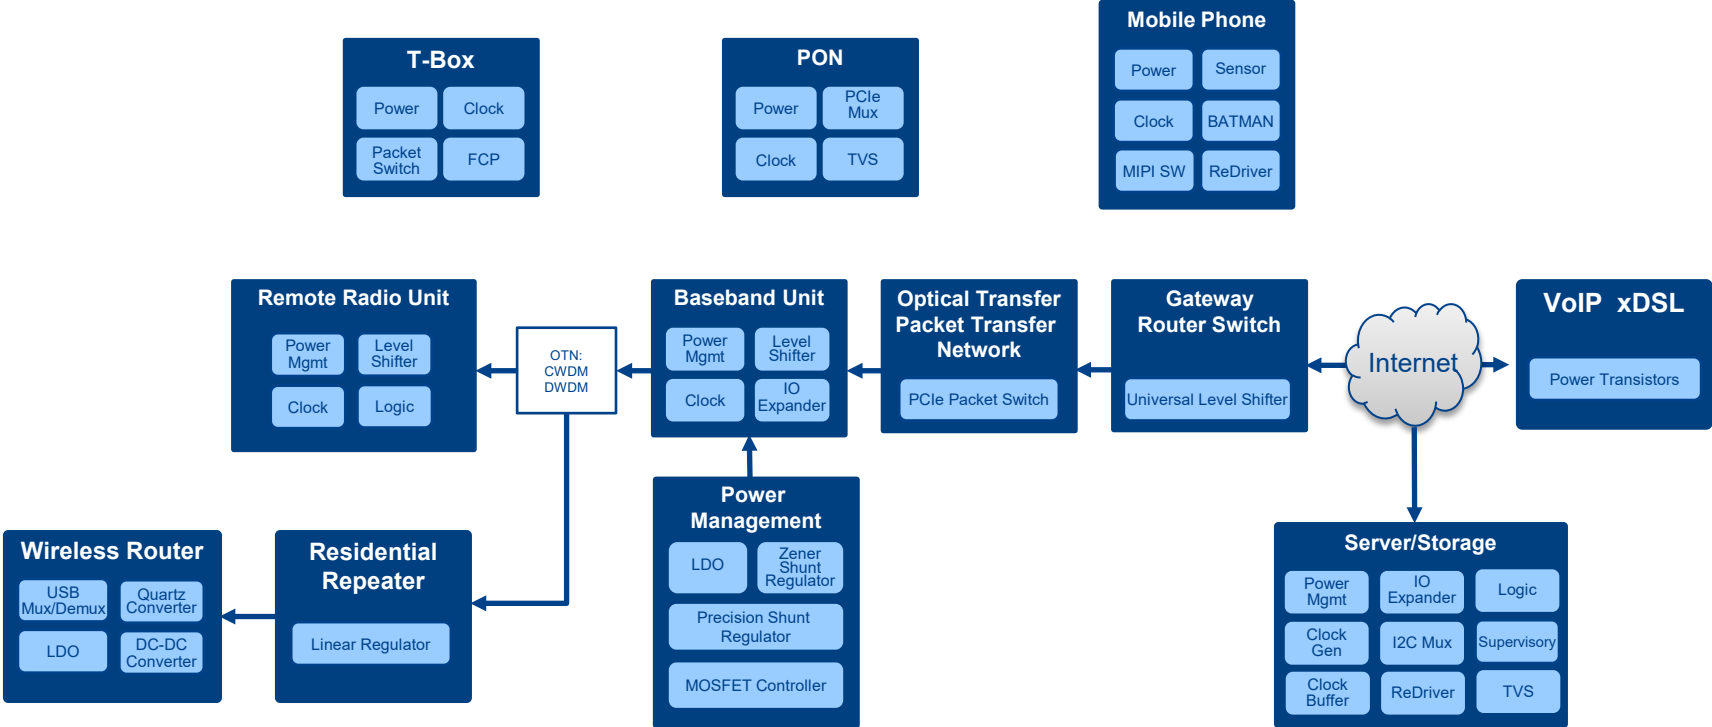 T-Box
Power
Clock
Packet
Switch
FCP
PON
Power
PCIe
Mux
Clock
TVS
Mobile Phone
Power
Sensor
Clock
BATMAN
MIPI SW
ReDriver
Remote Radio Unit
Power
Mgmt
Level
Shifter
Clock
Logic
OTN:
CWDM
DWDM
Baseband Unit
Power
Mgmt
Level
Shifter
Clock
IO
Expander
Optical Transfer
Packet Transfer
Network
PCIe Packet Switch
Gateway
Router Switch
Universal Level Shifter
Internet
VoIP xDSL
Power Transistors
Wireless Router
USB
Mux/Demux
Quartz
Converter
LDO
DC-DC
Converter
Residential
Repeater
Linear Regulator
Power
Management
LDO
Zener
Shunt
Regulator
Precision Shunt
Regulator
MOSFET Controller
Server/Storage
Power
Mgmt
IO
Expander
Logic
Clock
Gen
I2C Mux
Supervisory
Clock
Buffer
ReDriver
TVS